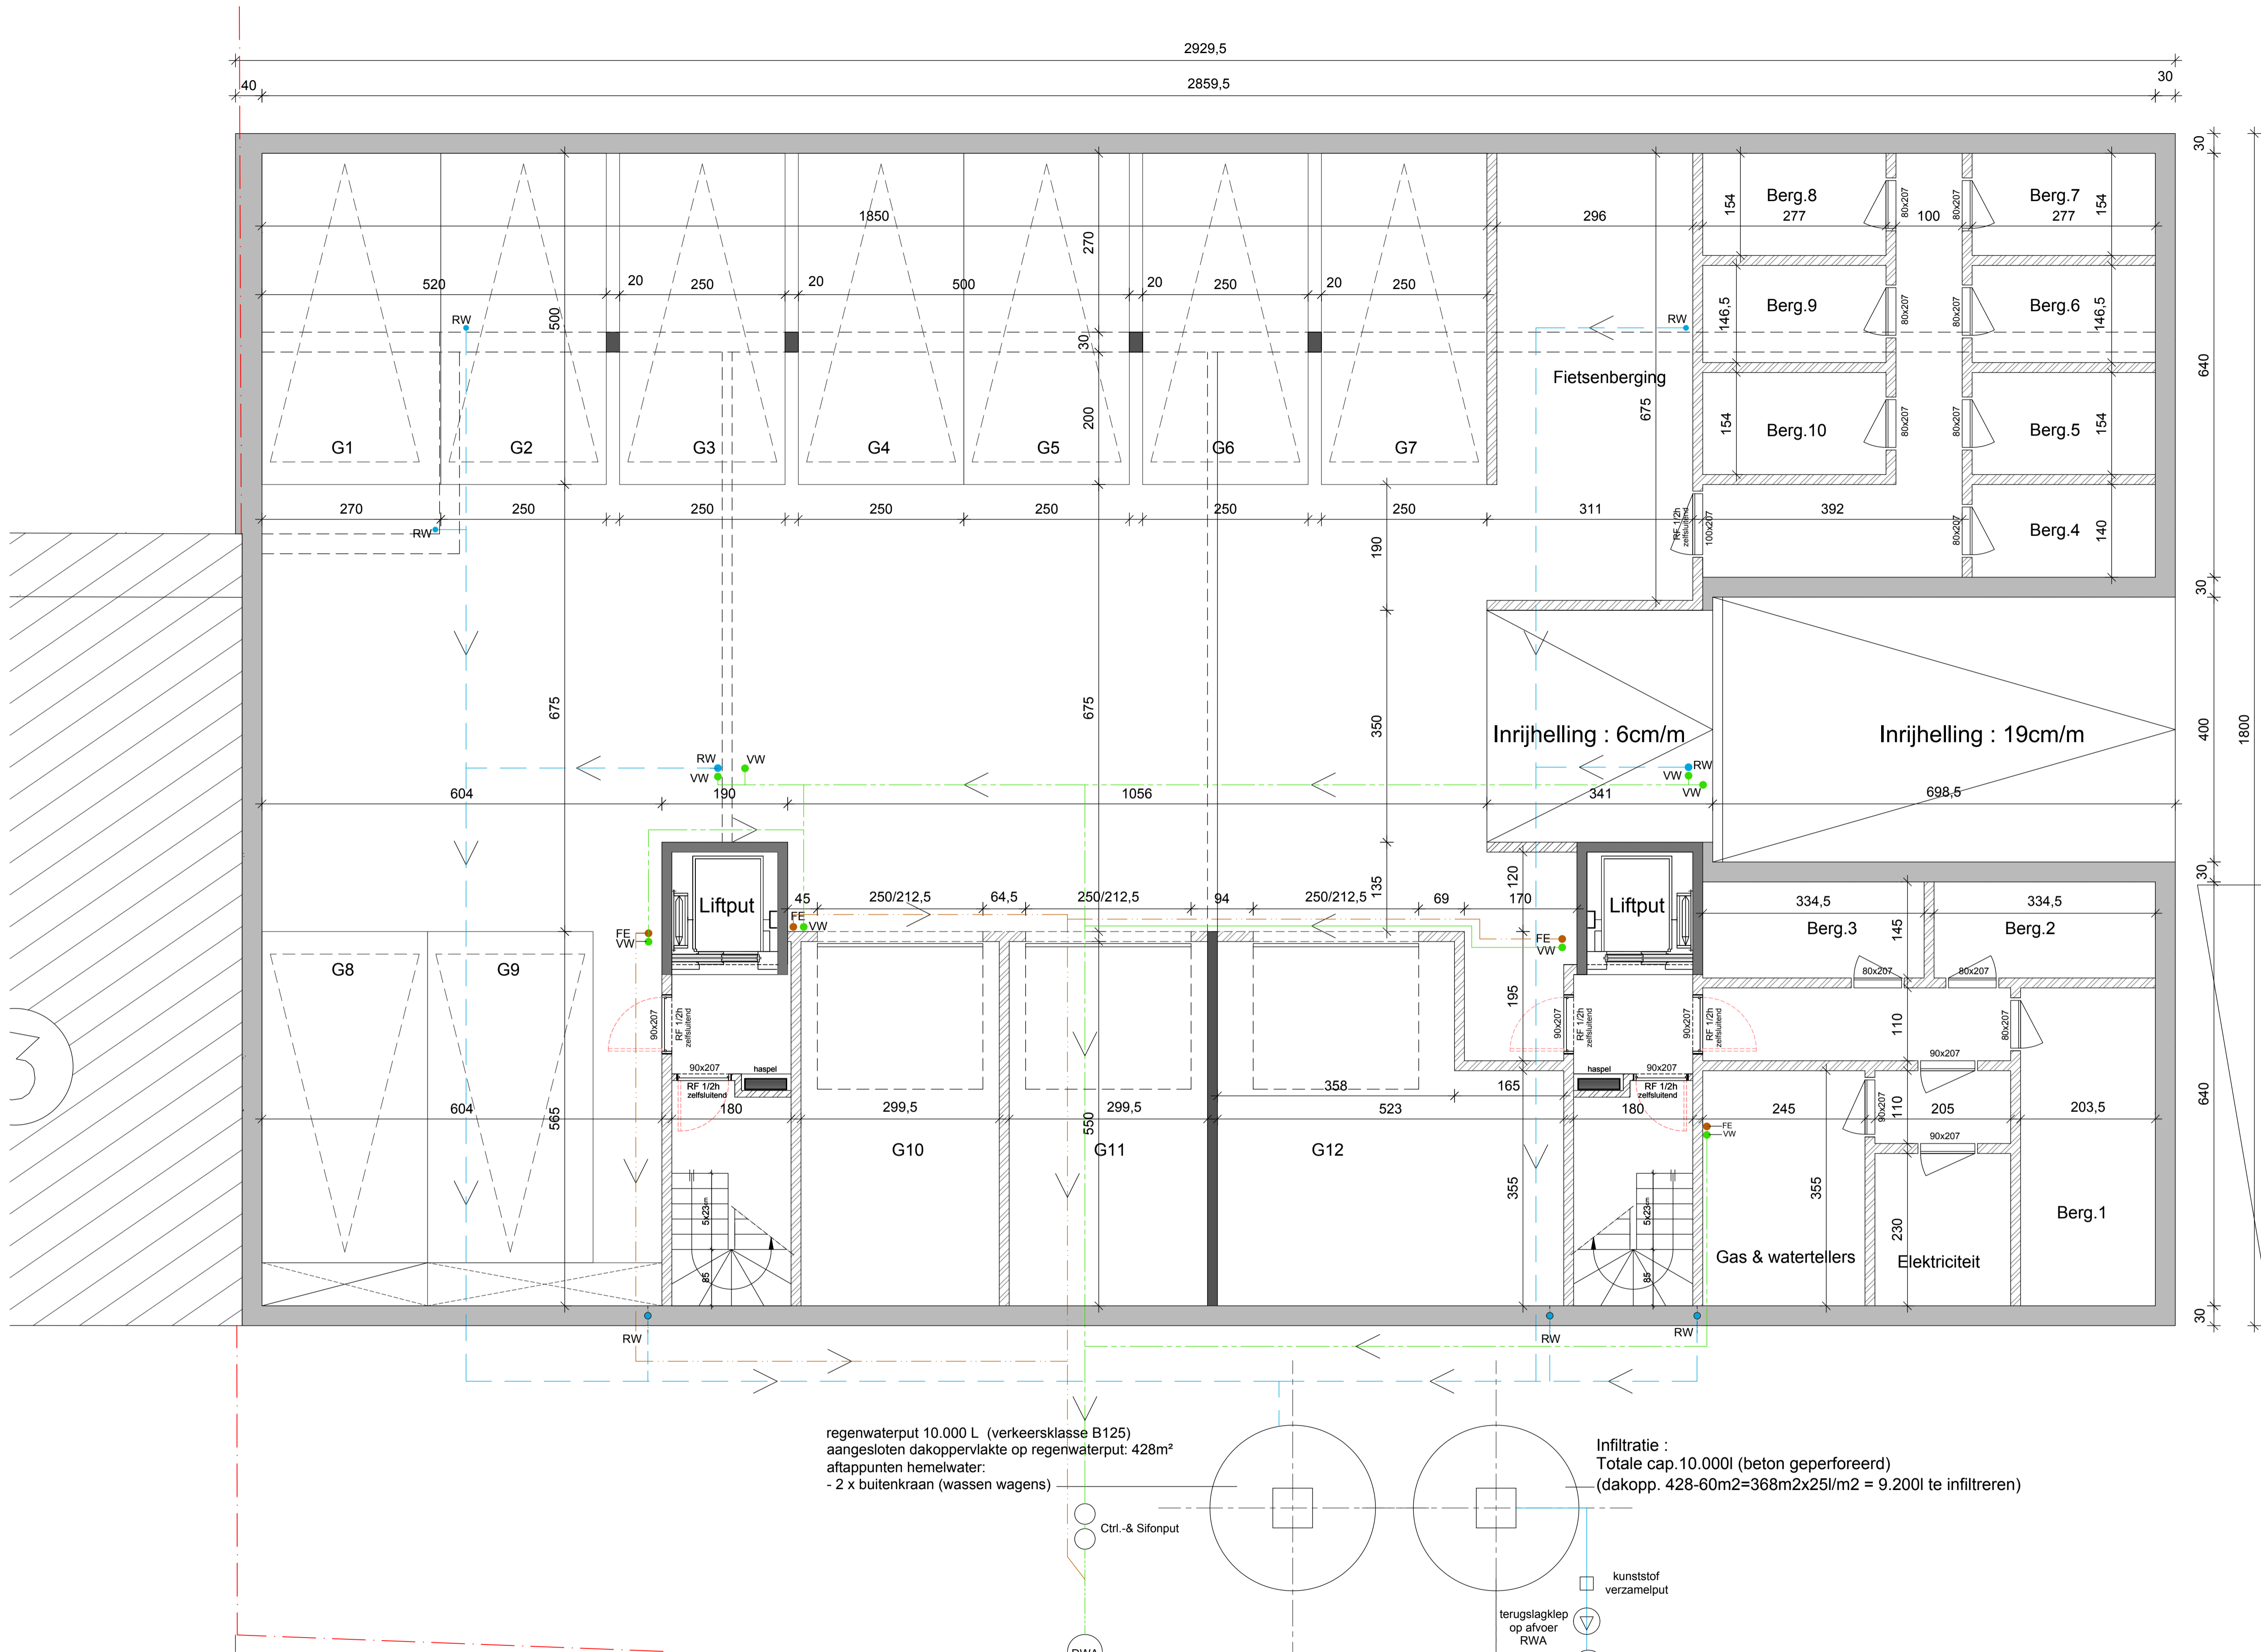 2929,5
40
2859,5
30
30
Berg.8
Berg.7
154
80x207
80x207
154
277
100
277
1850
296
270
520
20
250
20
500
20
250
20
250
Berg.9
Berg.6
146,5
80x207
80x207
146,5
RW
500
RW
30
Fietsenberging
640
675
200
154
Berg.10
80x207
80x207
Berg.5
154
G1
G2
G3
G4
G5
G6
G7
270
250
250
250
250
250
250
311
392
RW
RF 1/2h
zelfsluitend
100x207
80x207
Berg.4
140
190
30
675
675
350
Inrijhelling : 6cm/m
Inrijhelling : 19cm/m
400
1800
RW
VW
VW
RW
VW
VW
604
190
1056
341
698,5
30
135
120
Liftput
45
250/212,5
64,5
250/212,5
94
250/212,5
69
170
Liftput
334,5
334,5
FE
VW
FE
VW
FE
VW
Berg.3
145
Berg.2
G8
G9
80x207
80x207
195
90x207
RF 1/2h
zelfsluitend
90x207
RF 1/2h
zelfsluitend
90x207
RF 1/2h
zelfsluitend
110
80x207
90x207
haspel
haspel
90x207
90x207
RF 1/2h
zelfsluitend
358
165
RF 1/2h
zelfsluitend
604
565
180
299,5
550
299,5
523
180
245
90x207
110
205
203,5
640
FE
VW
90x207
G10
G11
G12
355
355
5x23cm
5x23cm
230
Berg.1
Gas & watertellers
Elektriciteit
85
85
30
3
RW
RW
RW
regenwaterput 10.000 L (verkeersklasse B125)
aangesloten dakoppervlakte op regenwaterput: 428m²
aftappunten hemelwater:
- 2 x buitenkraan (wassen wagens)
Infiltratie :
Totale cap.10.000l (beton geperforeerd)
(dakopp. 428-60m2=368m2x25l/m2 = 9.200l te infiltreren)
Ctrl.-& Sifonput
kunststof
verzamelput
terugslagklep
op afvoer
RWA
RWA